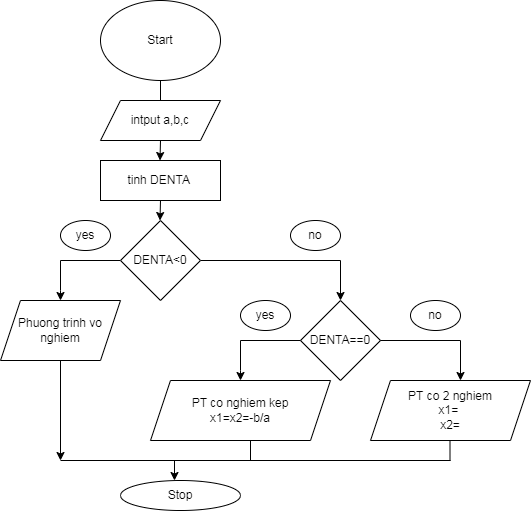 Start
intput a,b,c
tinh DENTA
yes
no
DENTA<0
Phuong trinh vo
nghiem
yes
no
DENTA==0
PT co nghiem kep
x1=x2=-b/a
PT co 2 nghiem
x1=
x2=
Stop